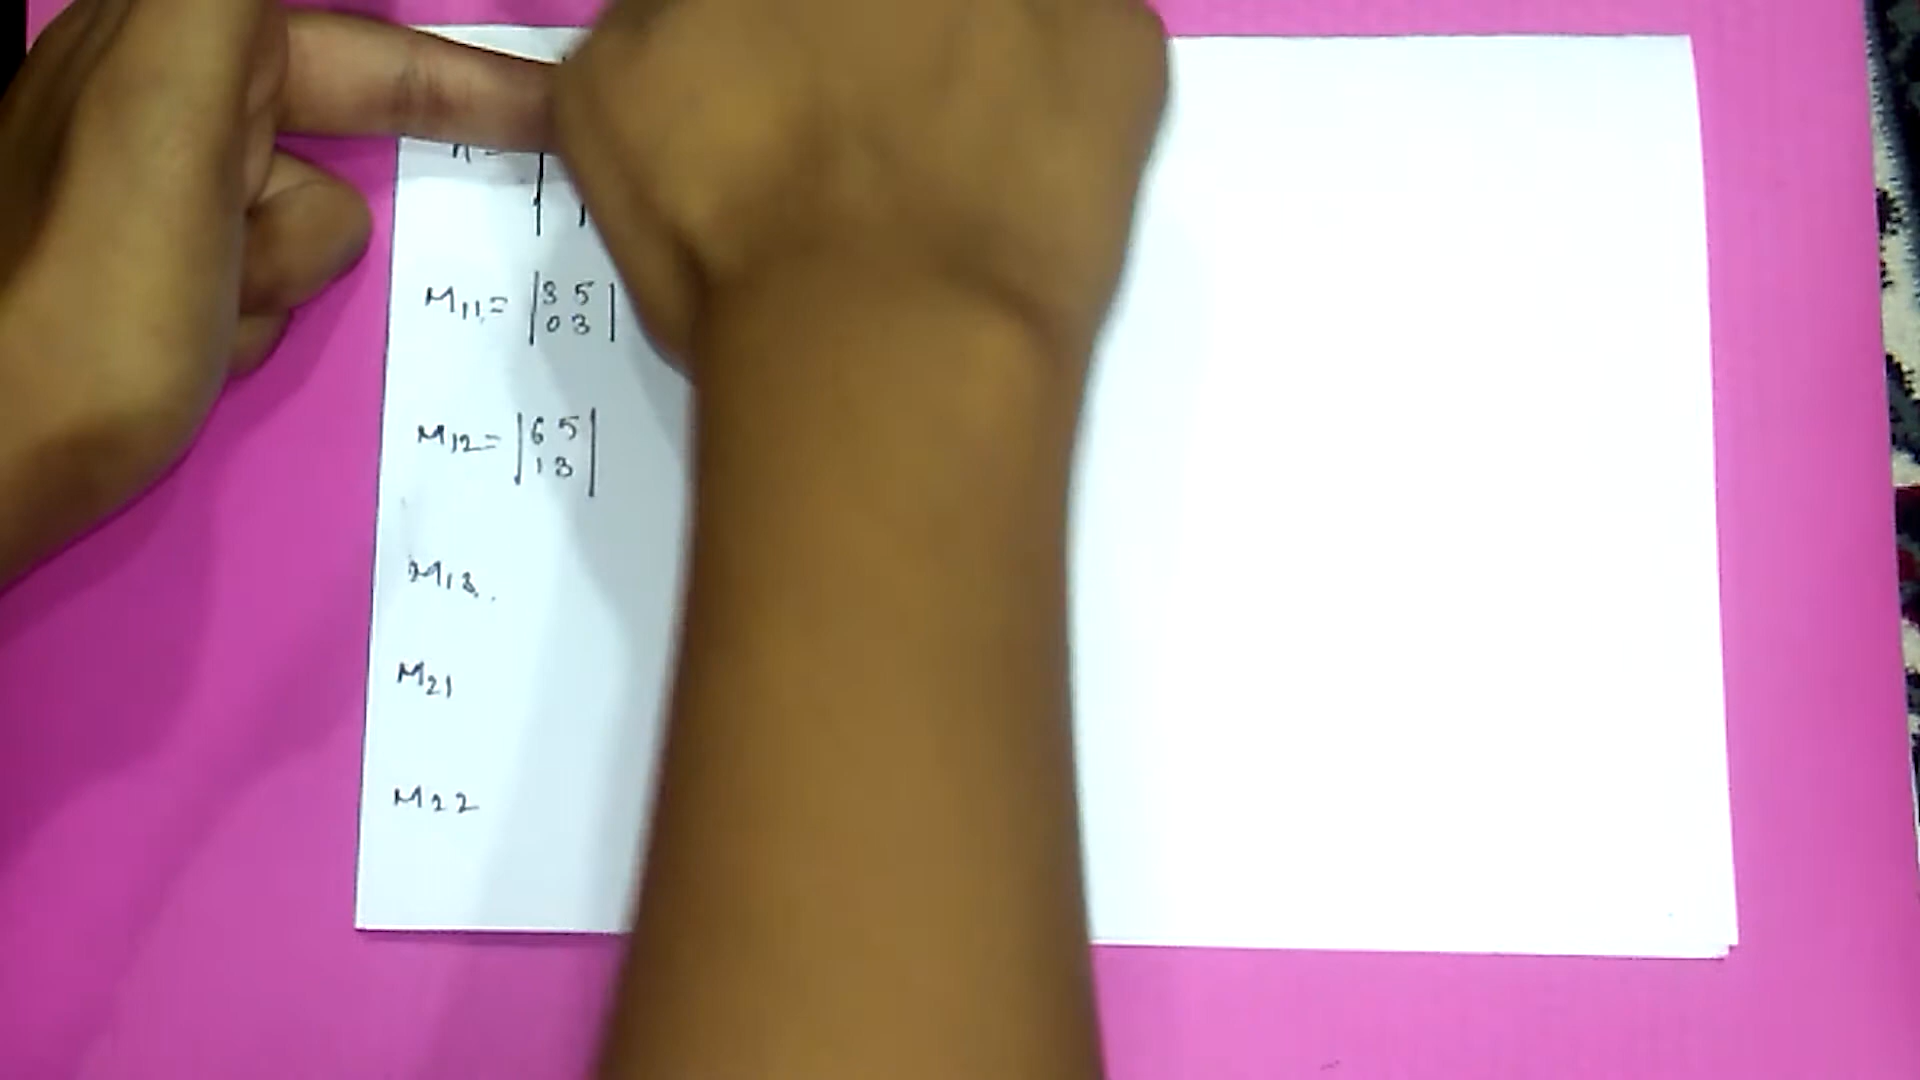 M11 = |3 5|
|0 3|
M12 = |6 5|
|1 3|
M13
M21
M22